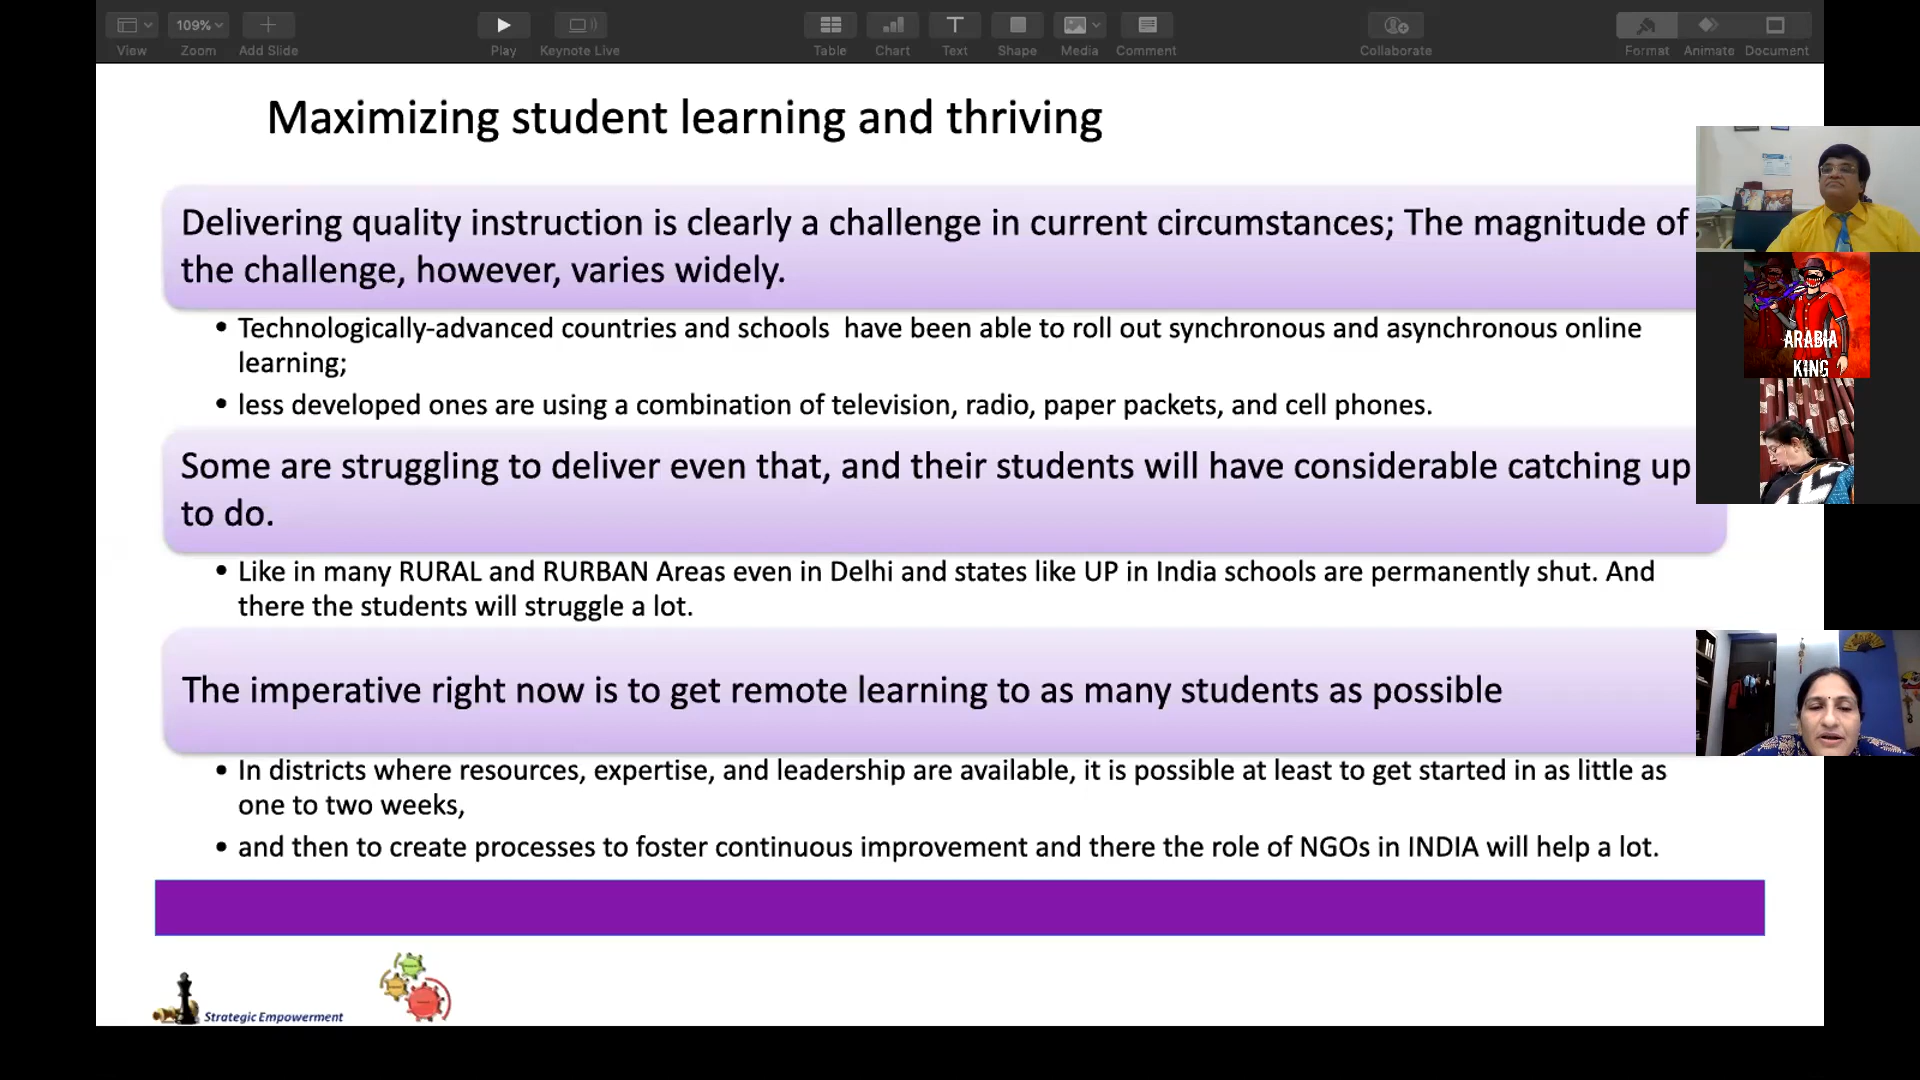 109%
View
Zoom
Add Slide
Play
Keynote Live
Table
Chart
Text
Shape
Media
Comment
Collaborate
Format
Animate
Document
Maximizing student learning and thriving
Delivering quality instruction is clearly a challenge in current circumstances; The magnitude of
the challenge, however, varies widely.
• Technologically-advanced countries and schools  have been able to roll out synchronous and asynchronous online
learning;
• less developed ones are using a combination of television, radio, paper packets, and cell phones.
Some are struggling to deliver even that, and their students will have considerable catching up
to do.
• Like in many RURAL and RURBAN Areas even in Delhi and states like UP in India schools are permanently shut. And
there the students will struggle a lot.
The imperative right now is to get remote learning to as many students as possible
• In districts where resources, expertise, and leadership are available, it is possible at least to get started in as little as
one to two weeks,
• and then to create processes to foster continuous improvement and there the role of NGOs in INDIA will help a lot.
Strategic Empowerment
ARABIA
KING